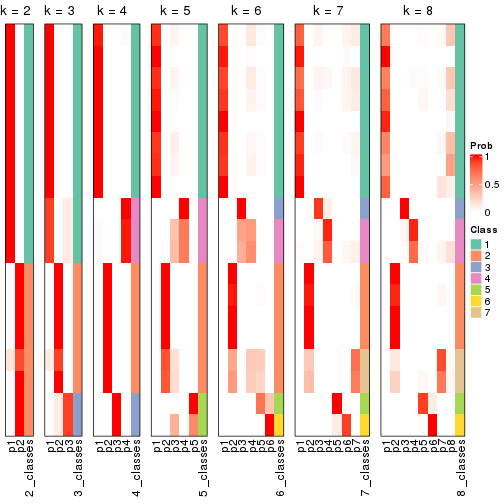 k = 2
k = 3
k = 4
k = 5
k = 6
k = 7
k = 8
Prob
1
0.5
0
Class
1
2
3
4
5
6
7
p1
p2
2_classes
p1
p2
p3
3_classes
p1
p2
p3
p4
4_classes
p1
p2
p3
p4
p5
5_classes
p1
p2
p3
p4
p5
p6
6_classes
p1
p2
p3
p4
p5
p6
p7
7_classes
p1
p2
p3
p4
p5
p6
p7
p8
8_classes